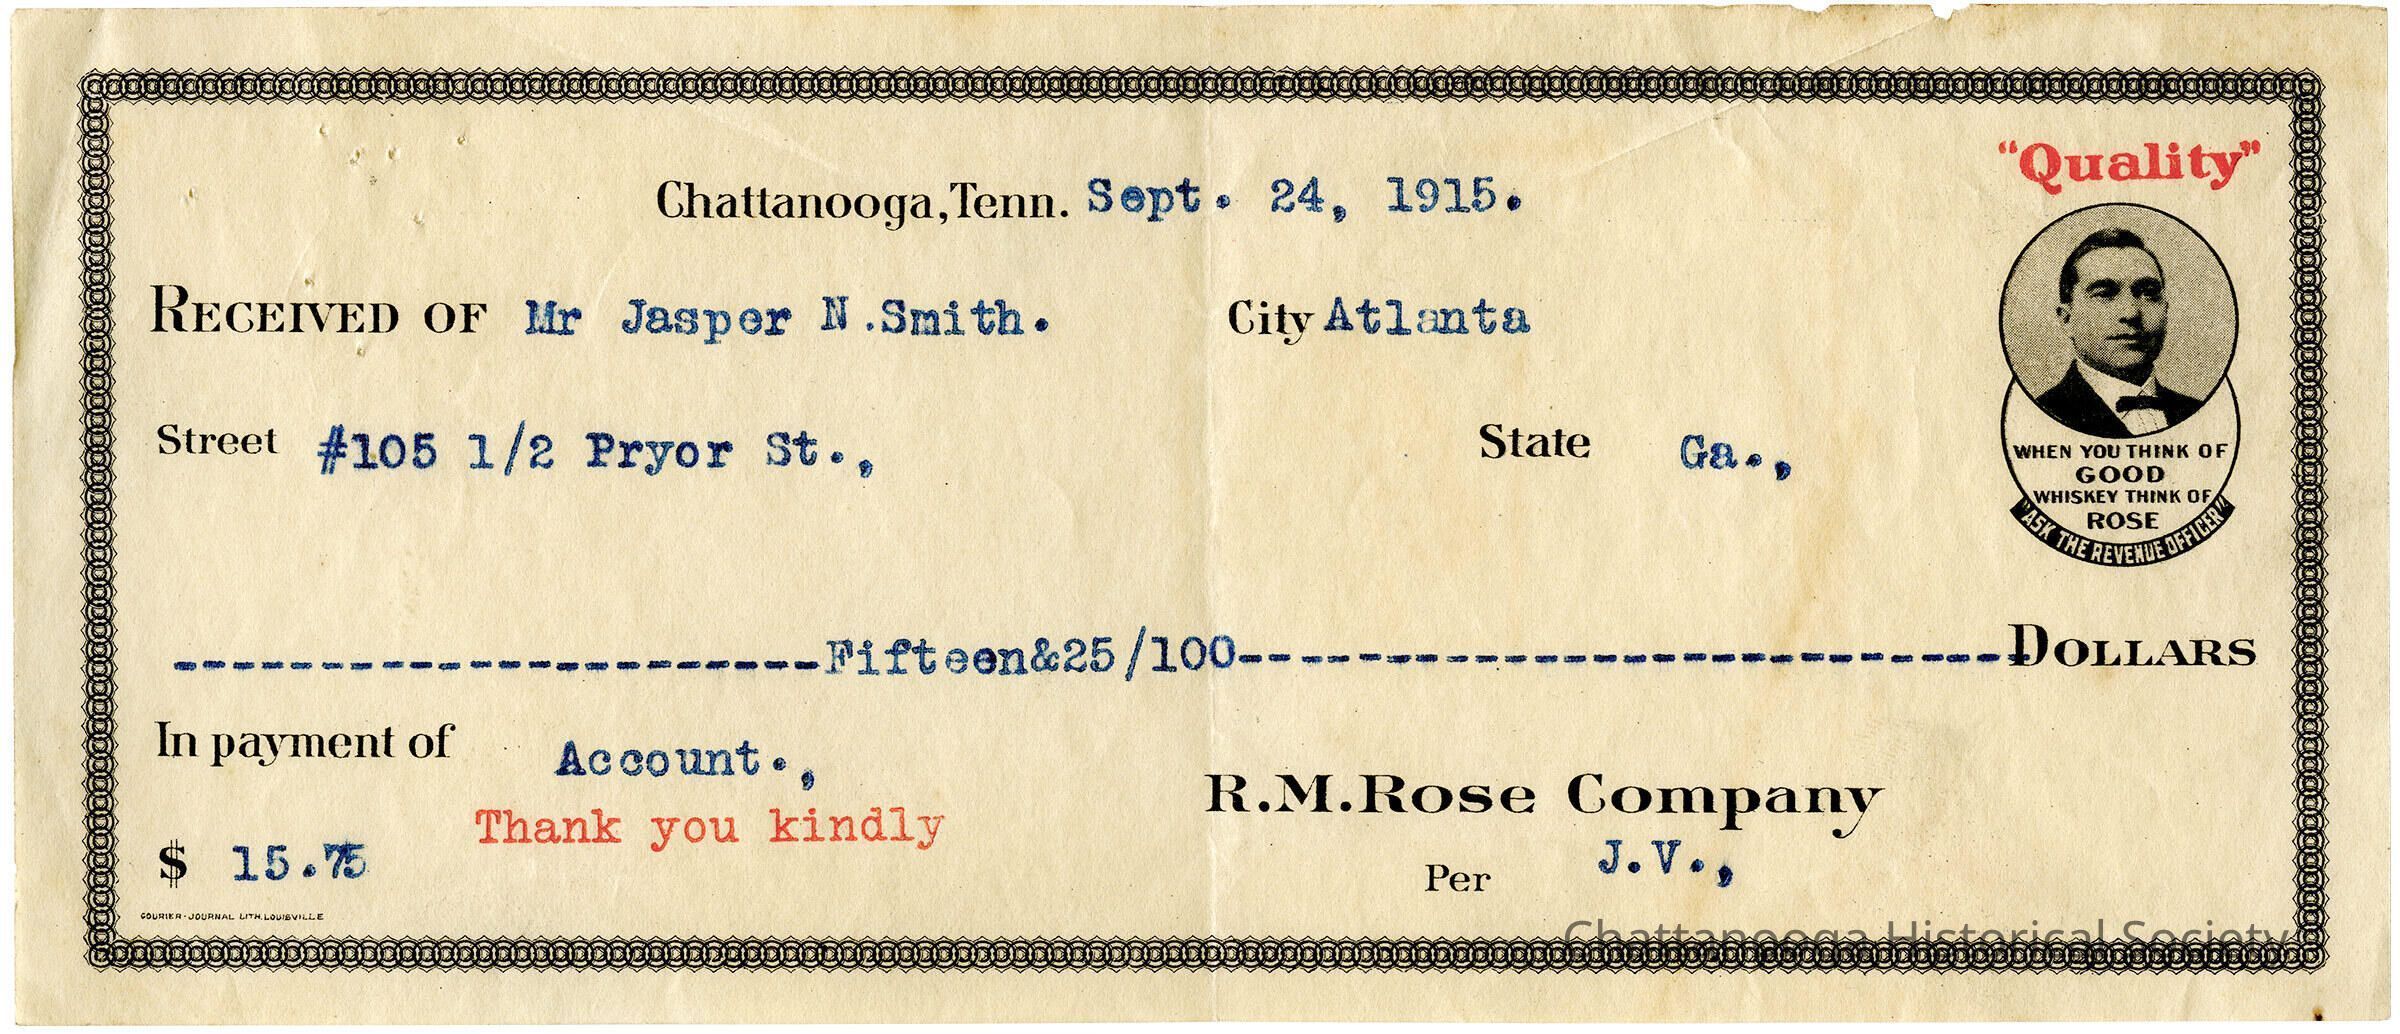 "Quality"
Chattanooga, Tenn. Sept. 24, 1915.
RECEIVED OF Mr Jasper N.Smith. City Atlanta
Street #105 1/2 Pryor St., State Ga.,
WHEN YOU THINK OF
GOOD
WHISKEY THINK OF
ROSE
"ASK THE REVENUE OFFICER"
----------------------Fifteen&25/100--------------------------- DOLLARS
In payment of Account.,
Thank you kindly
R.M.Rose Company
$ 15.75
Per J.V.,
COURIER-JOURNAL LITH. LOUISVILLE
Chattanooga Historical Society